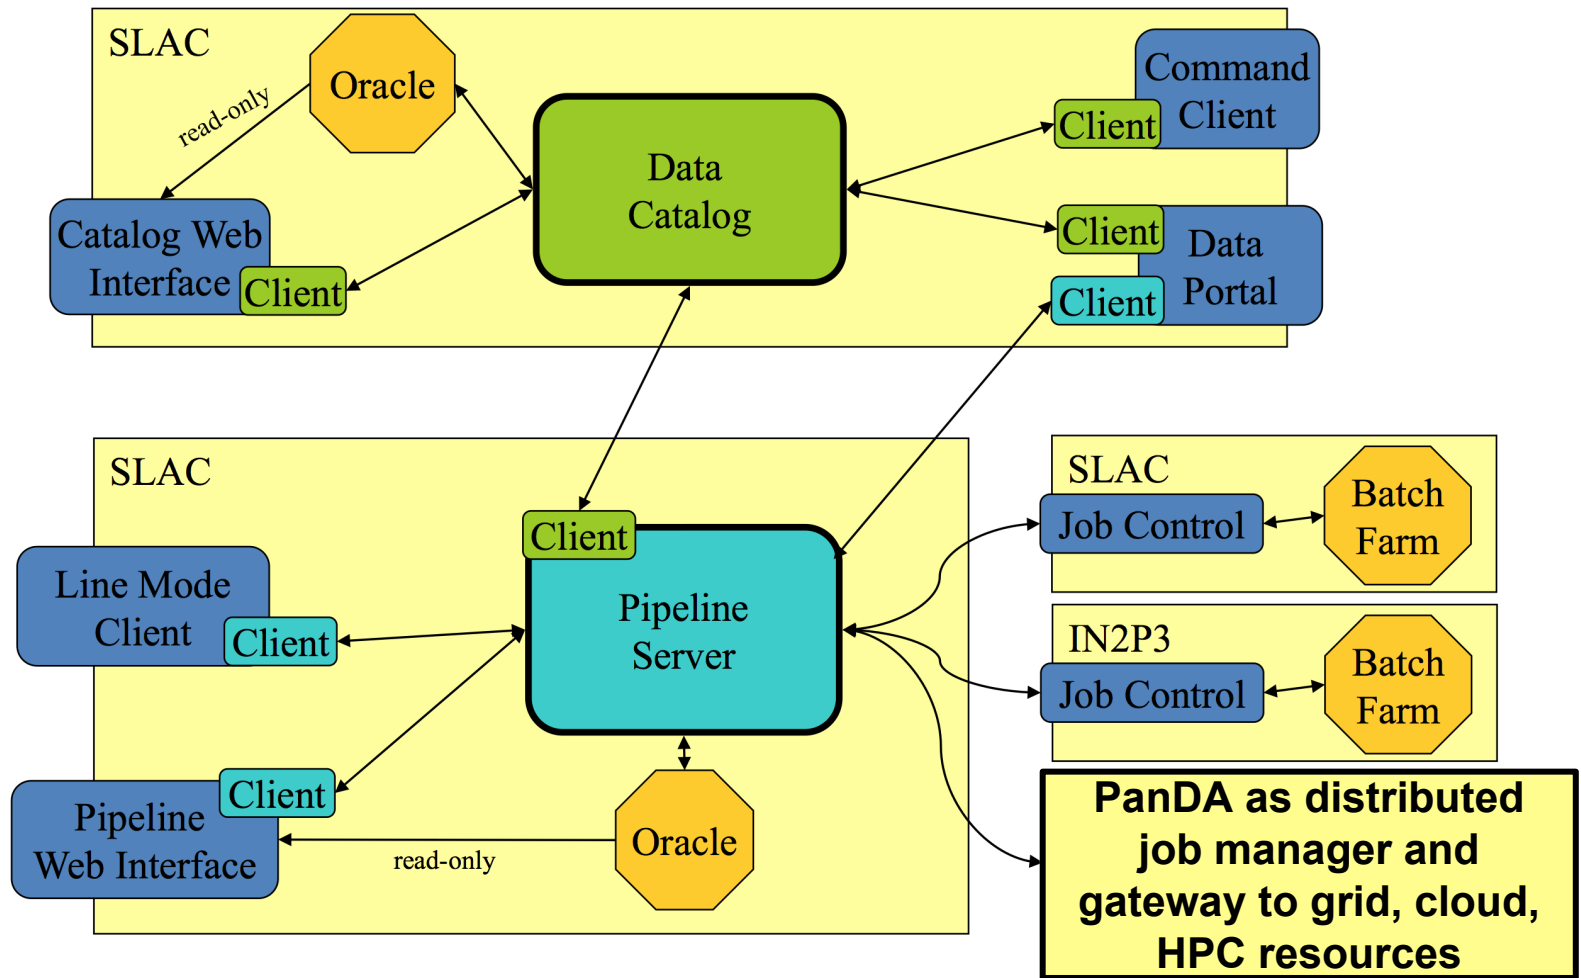 SLAC
Oracle
read-only
Catalog Web
Interface
Client
Data
Catalog
Command
Client
Client
Client
Data
Portal
Client
SLAC
Line Mode
Client
Client
Client
Pipeline
Server
Client
Pipeline
Web Interface
read-only
Oracle
SLAC
Job Control
Batch
Farm
IN2P3
Job Control
Batch
Farm
PanDA as distributed
job manager and
gateway to grid, cloud,
HPC resources